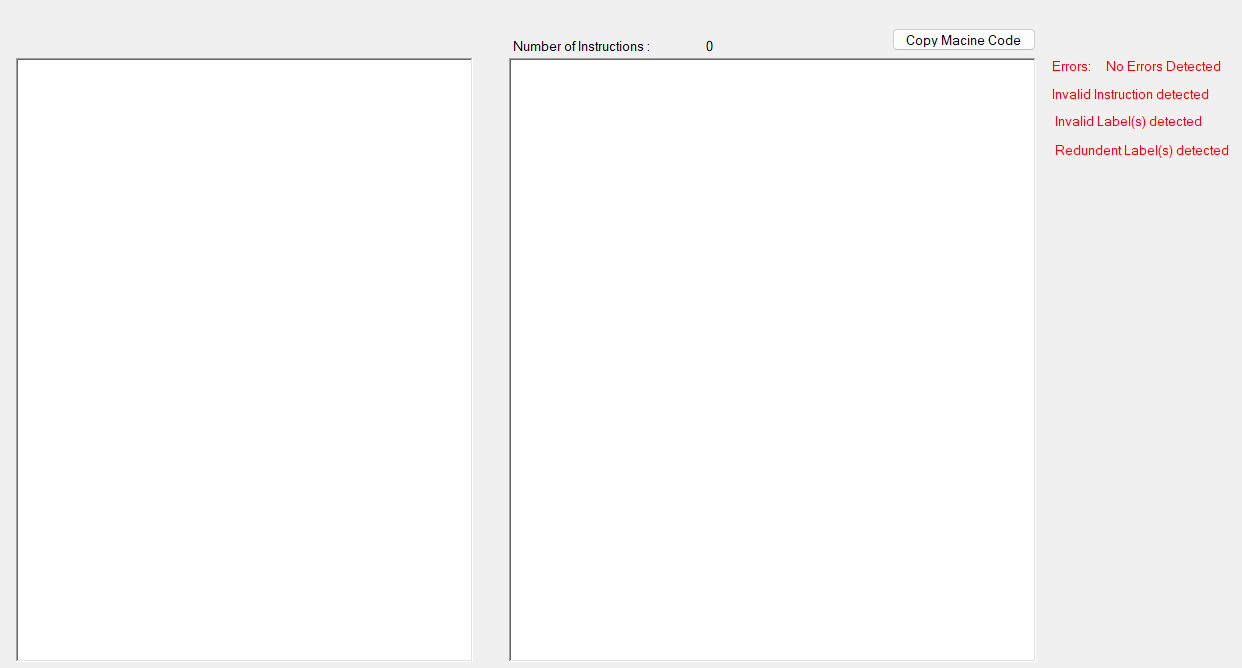 Number of Instructions : 0
Copy Macine Code
Errors: No Errors Detected
Invalid Instruction detected
Invalid Label(s) detected
Redundent Label(s) detected